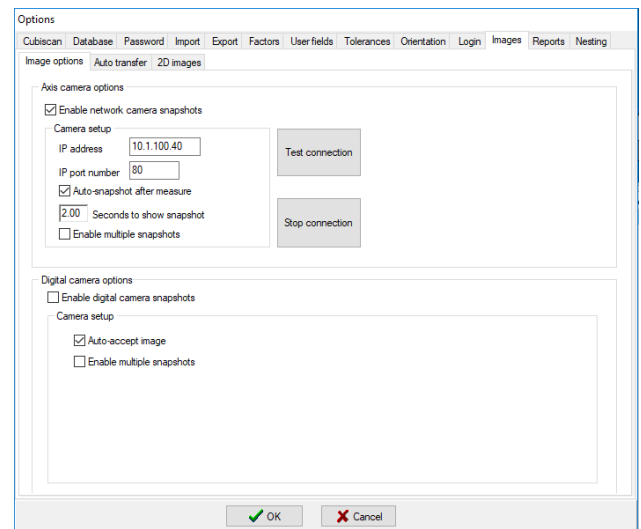 Options
Cubiscan Database Password Import Export Factors User fields Tolerances Orientation Login Images Reports Nesting
Image options Auto transfer 2D images
Axis camera options
Enable network camera snapshots
Camera setup
IP address 10.1.100.40
Test connection
IP port number 80
Auto-snapshot after measure
2.00 Seconds to show snapshot
Stop connection
Enable multiple snapshots
Digital camera options
Enable digital camera snapshots
Camera setup
Auto-accept image
Enable multiple snapshots
OK Cancel